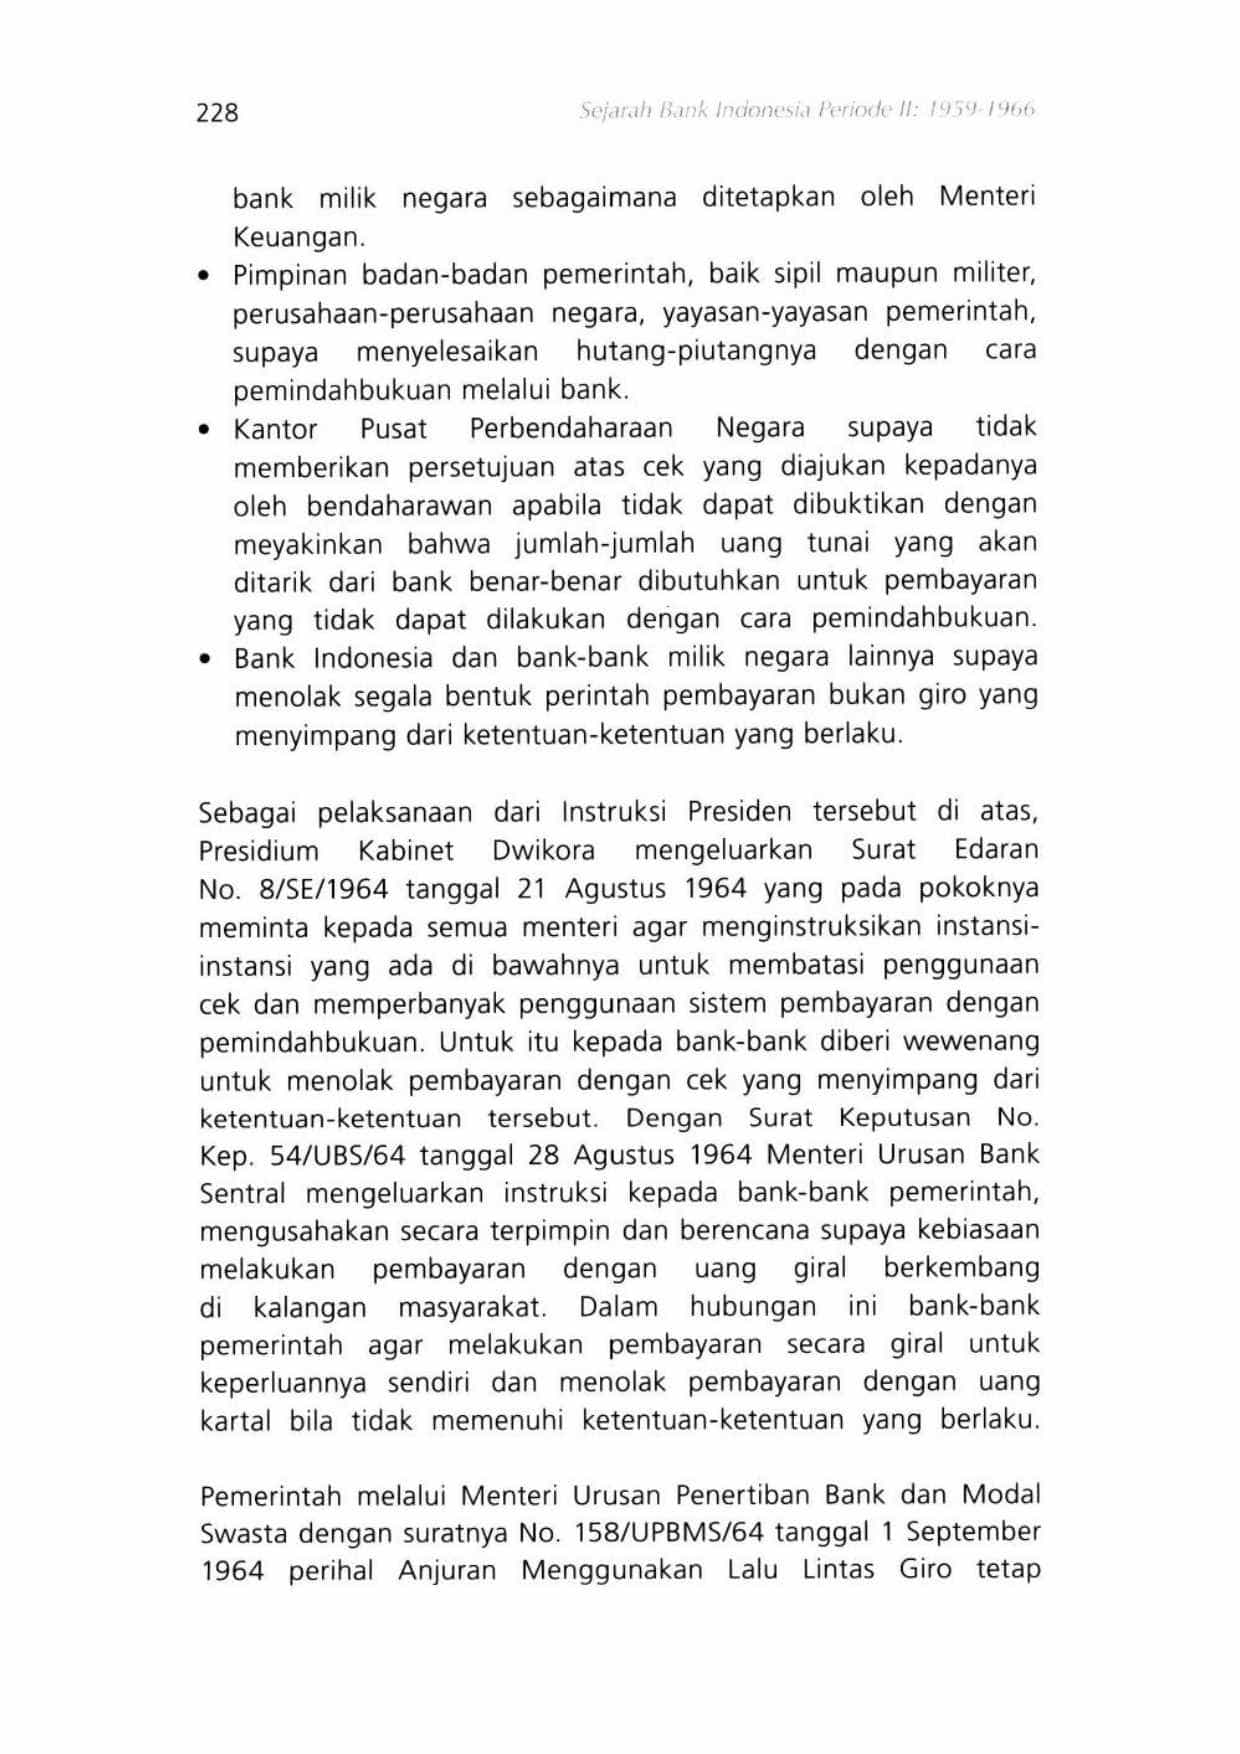 228
Sejarah Bank Indonesia Periode II: 1959-1966
bank milik negara sebagaimana ditetapkan oleh Menteri
Keuangan.
• Pimpinan badan-badan pemerintah, baik sipil maupun militer,
perusahaan-perusahaan negara, yayasan-yayasan pemerintah,
supaya menyelesaikan hutang-piutangnya dengan cara
pemindahbukuan melalui bank.
• Kantor Pusat Perbendaharaan Negara supaya tidak
memberikan persetujuan atas cek yang diajukan kepadanya
oleh bendaharawan apabila tidak dapat dibuktikan dengan
meyakinkan bahwa jumlah-jumlah uang tunai yang akan
ditarik dari bank benar-benar dibutuhkan untuk pembayaran
yang tidak dapat dilakukan dengan cara pemindahbukuan.
• Bank Indonesia dan bank-bank milik negara lainnya supaya
menolak segala bentuk perintah pembayaran bukan giro yang
menyimpang dari ketentuan-ketentuan yang berlaku.
Sebagai pelaksanaan dari Instruksi Presiden tersebut di atas,
Presidium Kabinet Dwikora mengeluarkan Surat Edaran
No. 8/SE/1964 tanggal 21 Agustus 1964 yang pada pokoknya
meminta kepada semua menteri agar menginstruksikan instansi-
instansi yang ada di bawahnya untuk membatasi penggunaan
cek dan memperbanyak penggunaan sistem pembayaran dengan
pemindahbukuan. Untuk itu kepada bank-bank diberi wewenang
untuk menolak pembayaran dengan cek yang menyimpang dari
ketentuan-ketentuan tersebut. Dengan Surat Keputusan No.
Kep. 54/UBS/64 tanggal 28 Agustus 1964 Menteri Urusan Bank
Sentral mengeluarkan instruksi kepada bank-bank pemerintah,
mengusahakan secara terpimpin dan berencana supaya kebiasaan
melakukan pembayaran dengan uang giral berkembang
di kalangan masyarakat. Dalam hubungan ini bank-bank
pemerintah agar melakukan pembayaran secara giral untuk
keperluannya sendiri dan menolak pembayaran dengan uang
kartal bila tidak memenuhi ketentuan-ketentuan yang berlaku.
Pemerintah melalui Menteri Urusan Penertiban Bank dan Modal
Swasta dengan suratnya No. 158/UPBMS/64 tanggal 1 September
1964 perihal Anjuran Menggunakan Lalu Lintas Giro tetap